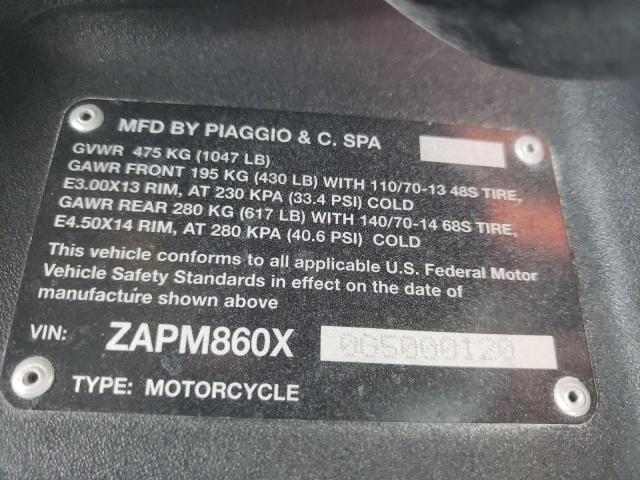 MFD BY PIAGGIO & C. SPA
GVWR 475 KG (1047 LB)
GAWR FRONT 195 KG (430 LB) WITH 110/70-13 48S TIRE,
E3.00X13 RIM, AT 230 KPA (33.4 PSI) COLD
GAWR REAR 280 KG (617 LB) WITH 140/70-14 68S TIRE,
E4.50X14 RIM, AT 280 KPA (40.6 PSI) COLD
This vehicle conforms to all applicable U.S. Federal Motor
Vehicle Safety Standards in effect on the date of
manufacture shown above
VIN: ZAPM860X 0G5000120
TYPE: MOTORCYCLE